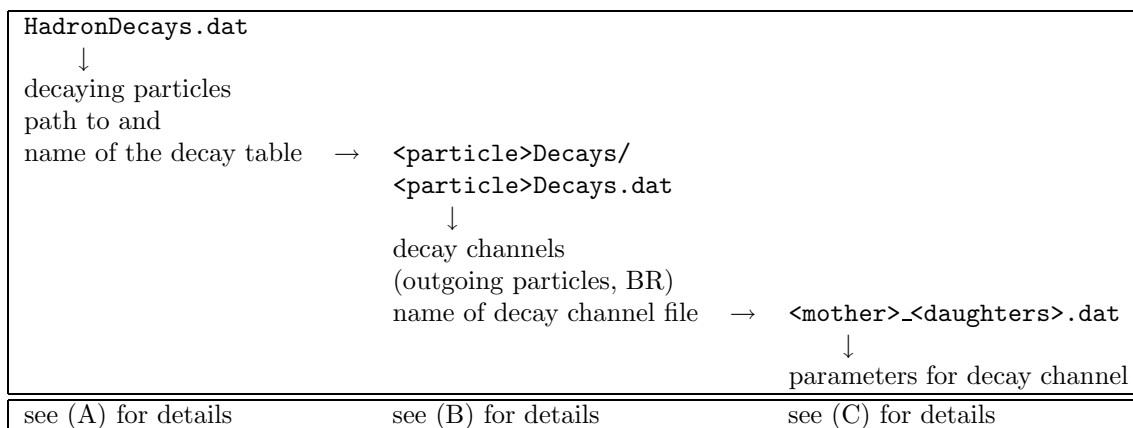 HadronDecays.dat
↓
decaying particles
path to and
name of the decay table → <particle>Decays/
<particle>Decays.dat
↓
decay channels
(outgoing particles, BR)
name of decay channel file → <mother>_<daughters>.dat
↓
parameters for decay channel
see (A) for details see (B) for details see (C) for details